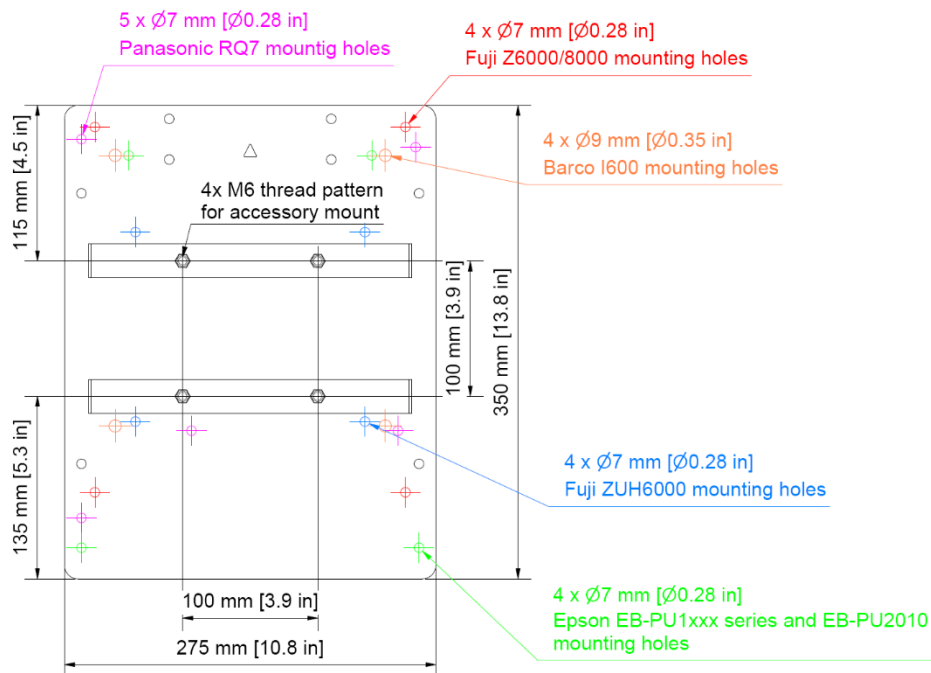 5 x Ø7 mm [Ø0.28 in]
Panasonic RQ7 mountig holes
4 x Ø7 mm [Ø0.28 in]
Fuji Z6000/8000 mounting holes
4 x Ø9 mm [Ø0.35 in]
Barco I600 mounting holes
115 mm [4.5 in]
4x M6 thread pattern
for accessory mount
100 mm [3.9 in]
350 mm [13.8 in]
135 mm [5.3 in]
4 x Ø7 mm [Ø0.28 in]
Fuji ZUH6000 mounting holes
100 mm [3.9 in]
275 mm [10.8 in]
4 x Ø7 mm [Ø0.28 in]
Epson EB-PU1xxx series and EB-PU2010
mounting holes